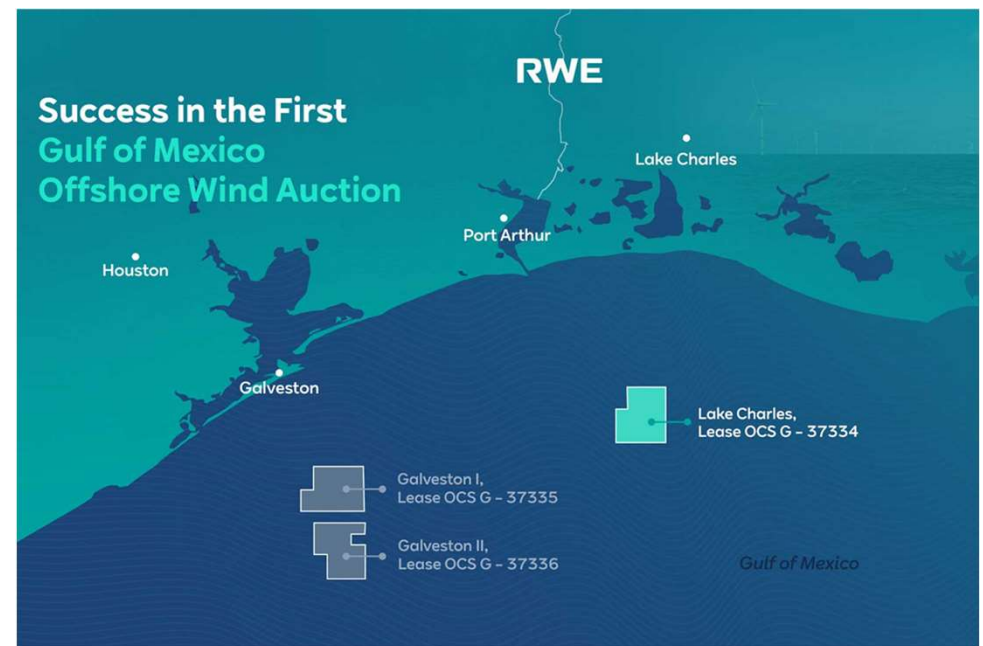 RWE
Success in the First
Gulf of Mexico
Offshore Wind Auction
Lake Charles
Port Arthur
Houston
Galveston
Lake Charles,
Lease OCS G – 37334
Galveston I,
Lease OCS G – 37335
Galveston II,
Lease OCS G – 37336
Gulf of Mexico